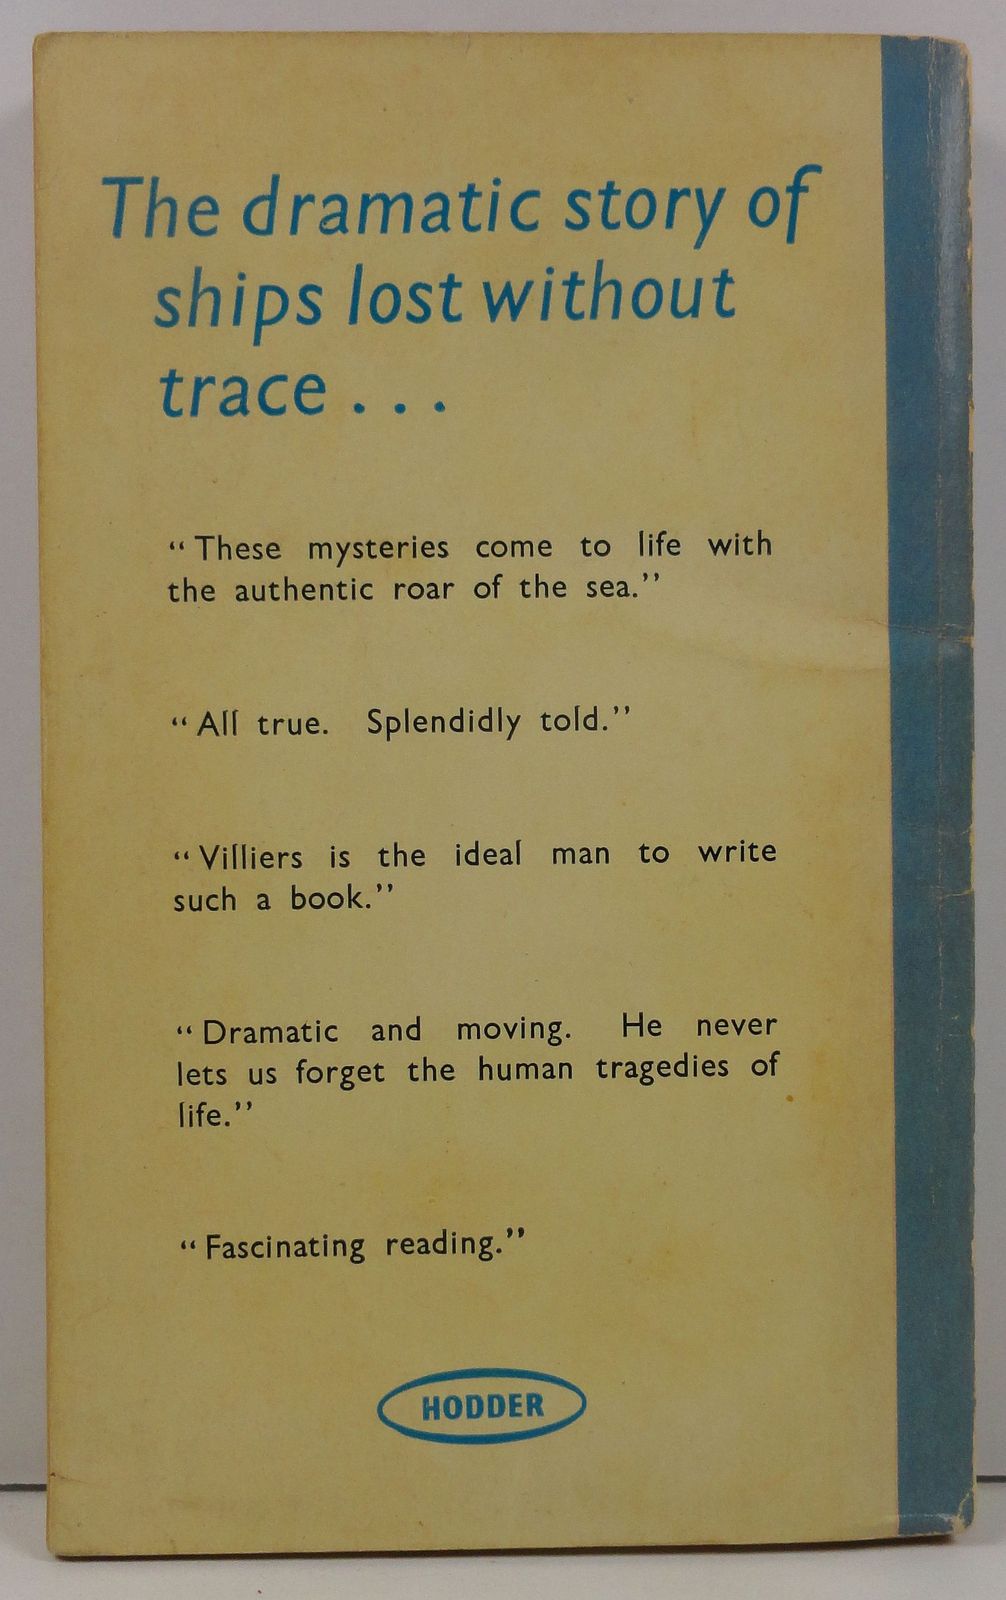 The dramatic story of
ships lost without
trace . . .
“ These mysteries come to life with
the authentic roar of the sea.”
“ All true. Splendidly told.”
“ Villiers is the ideal man to write
such a book.”
“ Dramatic and moving. He never
lets us forget the human tragedies of
life.”
“ Fascinating reading.”
HODDER